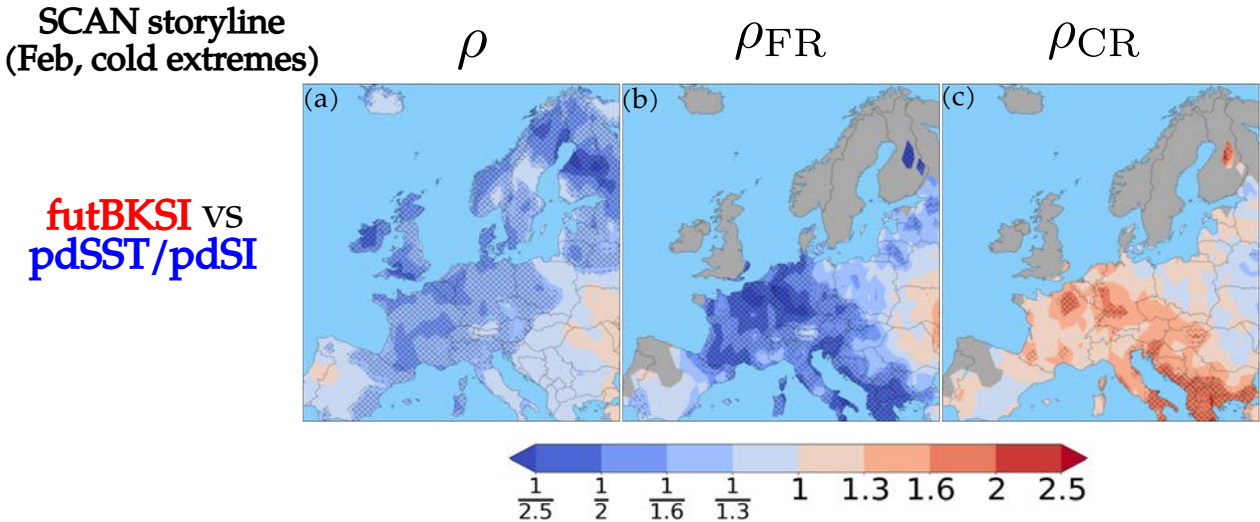 SCAN storyline
(Feb, cold extremes)
ρ
ρFR
ρCR
(a)
(b)
(c)
futBKSI vs
pdSST/pdSI
1/2.5 1/2 1/1.6 1/1.3 1 1.3 1.6 2 2.5